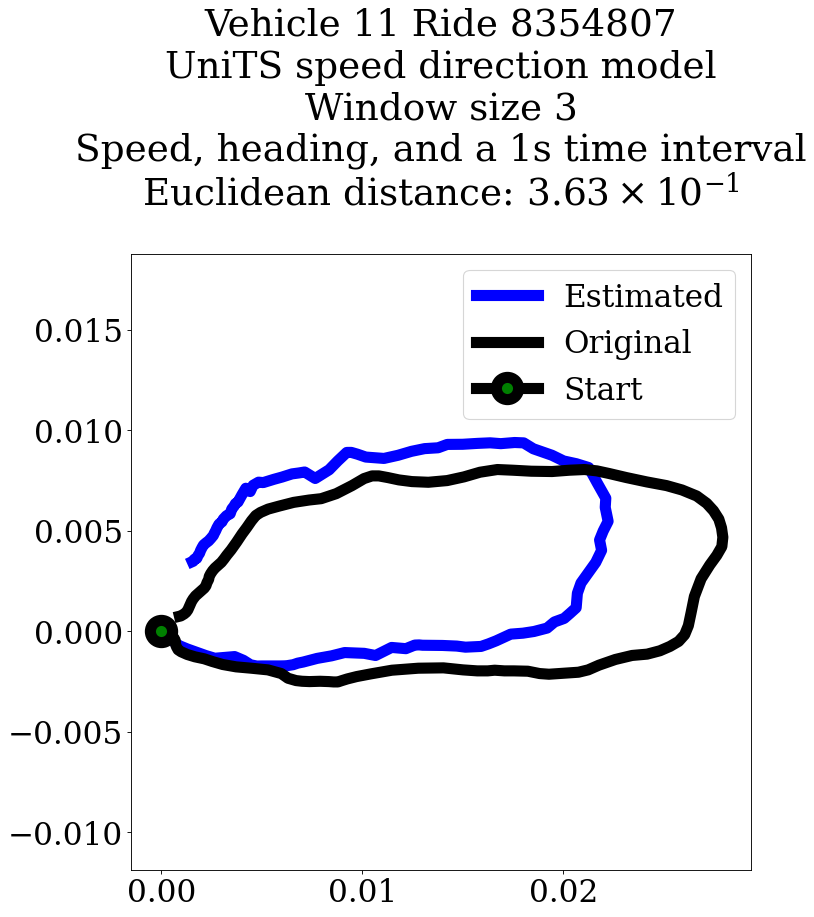 Vehicle 11 Ride 8354807
UniTS speed direction model
Window size 3
Speed, heading, and a 1s time interval
Euclidean distance: 3.63 × 10⁻¹
Estimated
Original
Start
0.015
0.010
0.005
0.000
−0.005
−0.010
0.00 0.01 0.02